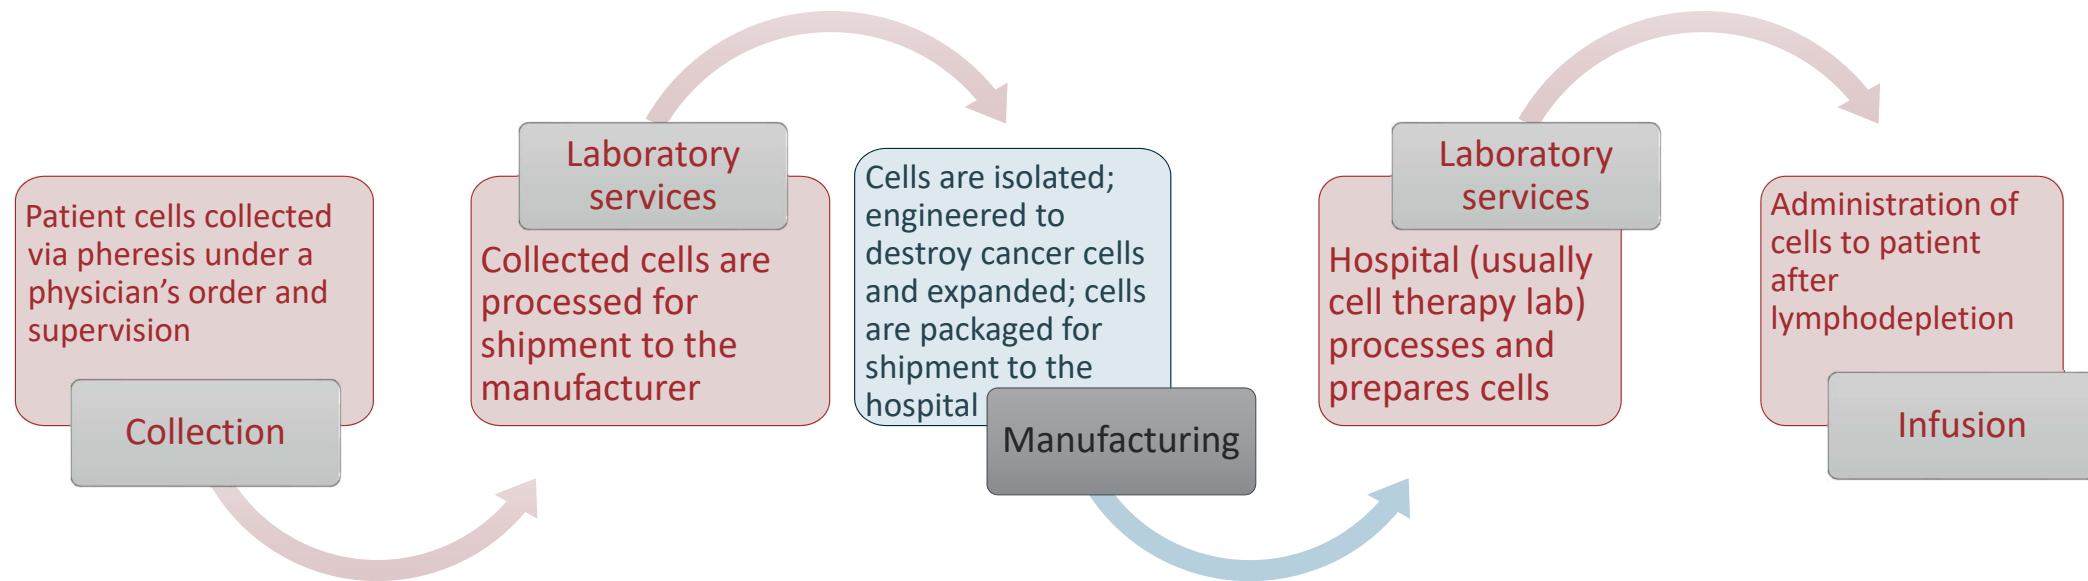 Patient cells collected
via pheresis under a
physician’s order and
supervision
Collection
Laboratory
services
Collected cells are
processed for
shipment to the
manufacturer
Cells are isolated;
engineered to
destroy cancer cells
and expanded; cells
are packaged for
shipment to the
hospital
Manufacturing
Laboratory
services
Hospital (usually
cell therapy lab)
processes and
prepares cells
Administration of
cells to patient
after
lymphodepletion
Infusion